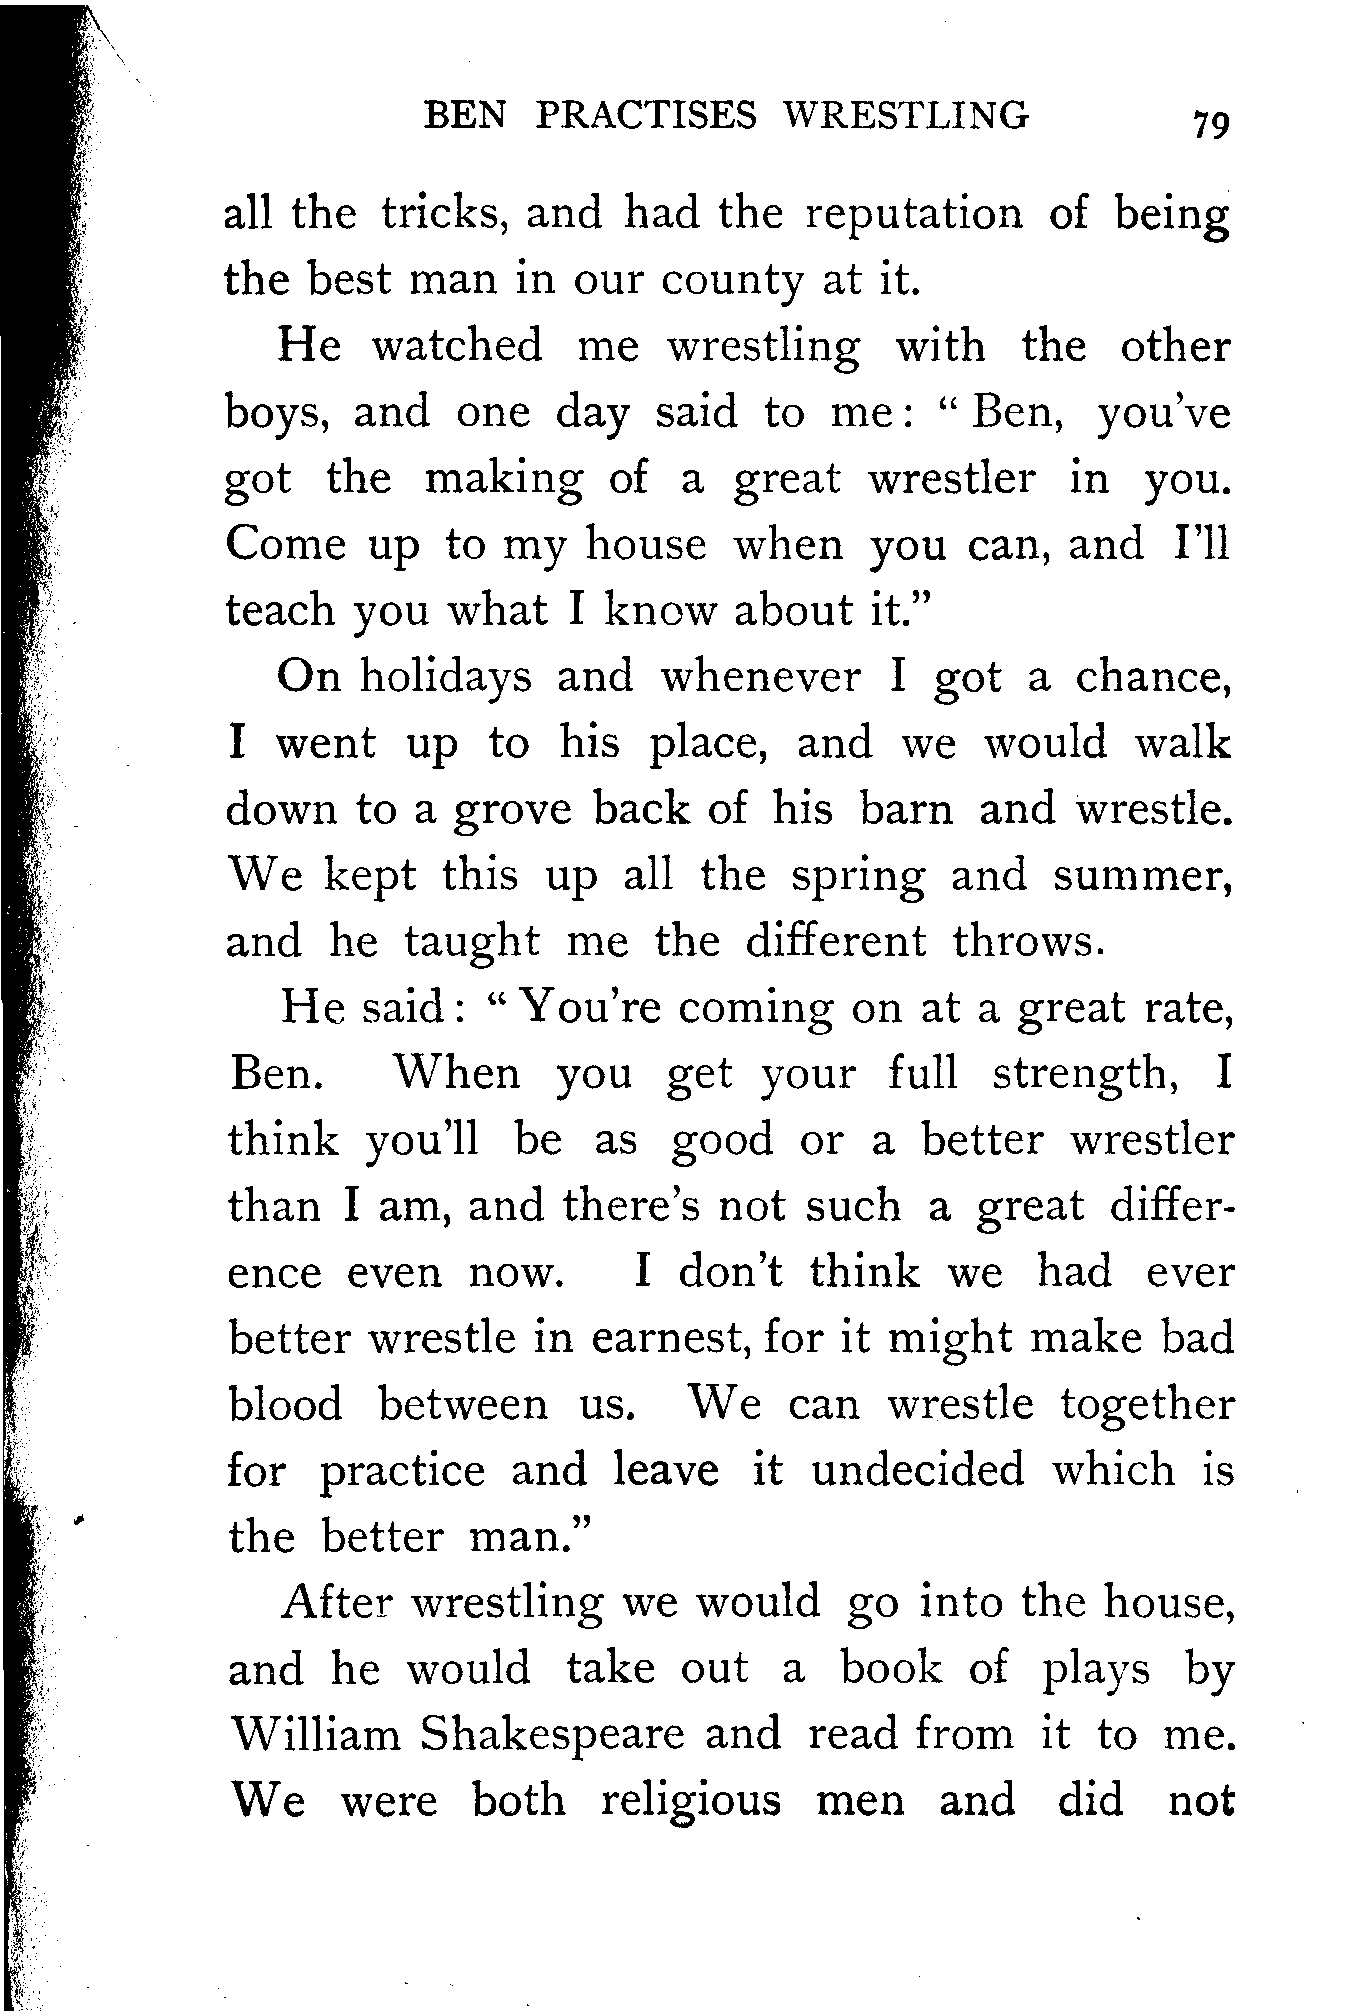 BEN PRACTISES WRESTLING 79
all the tricks, and had the reputation of being
the best man in our county at it.
He watched me wrestling with the other
boys, and one day said to me: “Ben, you've
got the making of a great wrestler in you.
Come up to my house when you can, and I'll
teach you what I know about it.”
On holidays and whenever I got a chance,
I went up to his place, and we would walk
down to a grove back of his barn and wrestle.
We kept this up all the spring and summer,
and he taught me the different throws.
He said: “You're coming on at a great rate,
Ben. When you get your full strength, I
think you'll be as good or a better wrestler
than I am, and there's not such a great differ-
ence even now. I don't think we had ever
better wrestle in earnest, for it might make bad
blood between us. We can wrestle together
for practice and leave it undecided which is
the better man.”
After wrestling we would go into the house,
and he would take out a book of plays by
William Shakespeare and read from it to me.
We were both religious men and did not